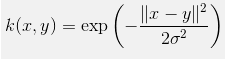 k(x, y) = exp(−‖x − y‖² / 2σ²)